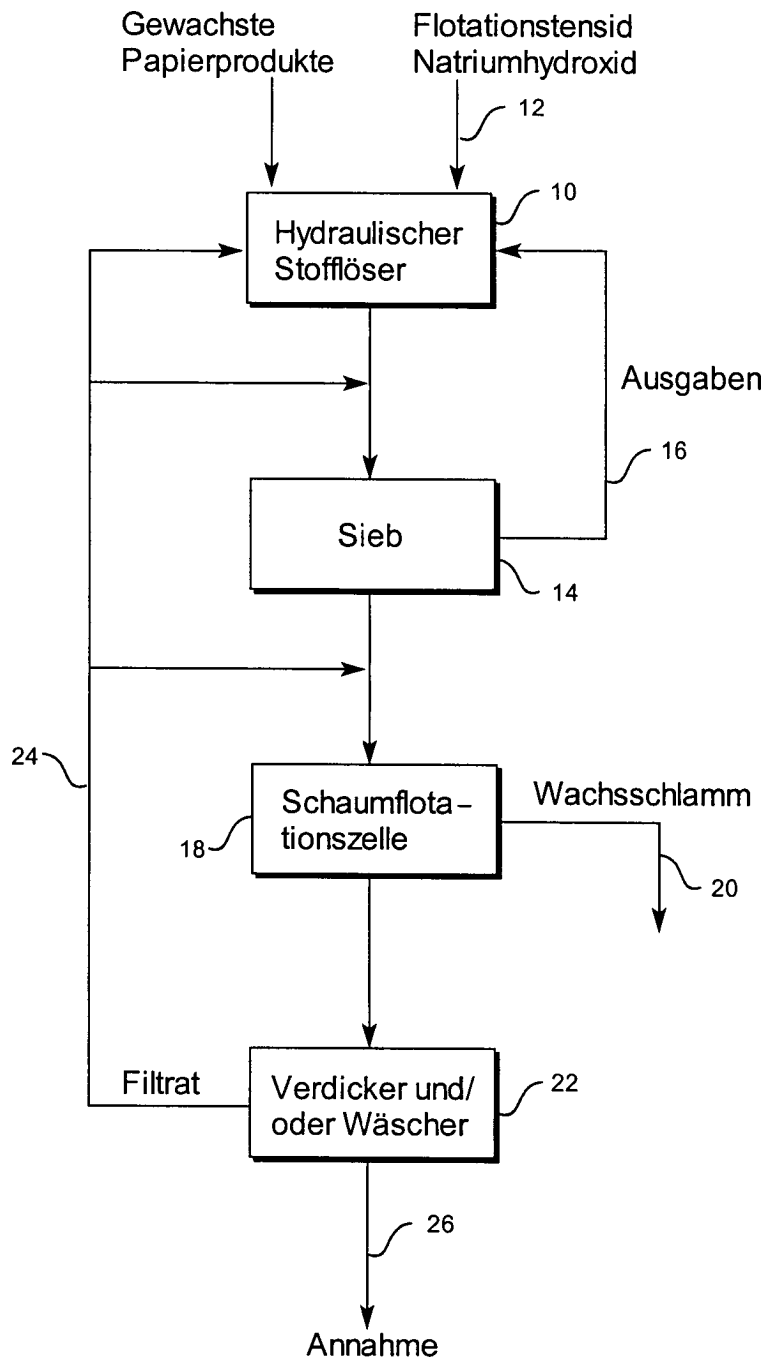 Gewachste
Papierprodukte
Flotationstensid
Natriumhydroxid
12
10
Hydraulischer
Stofflöser
Ausgaben
16
Sieb
14
24
Wachsschlamm
Schaumflota–
tionszelle
18
20
Filtrat
Verdicker und/
oder Wäscher
22
26
Annahme